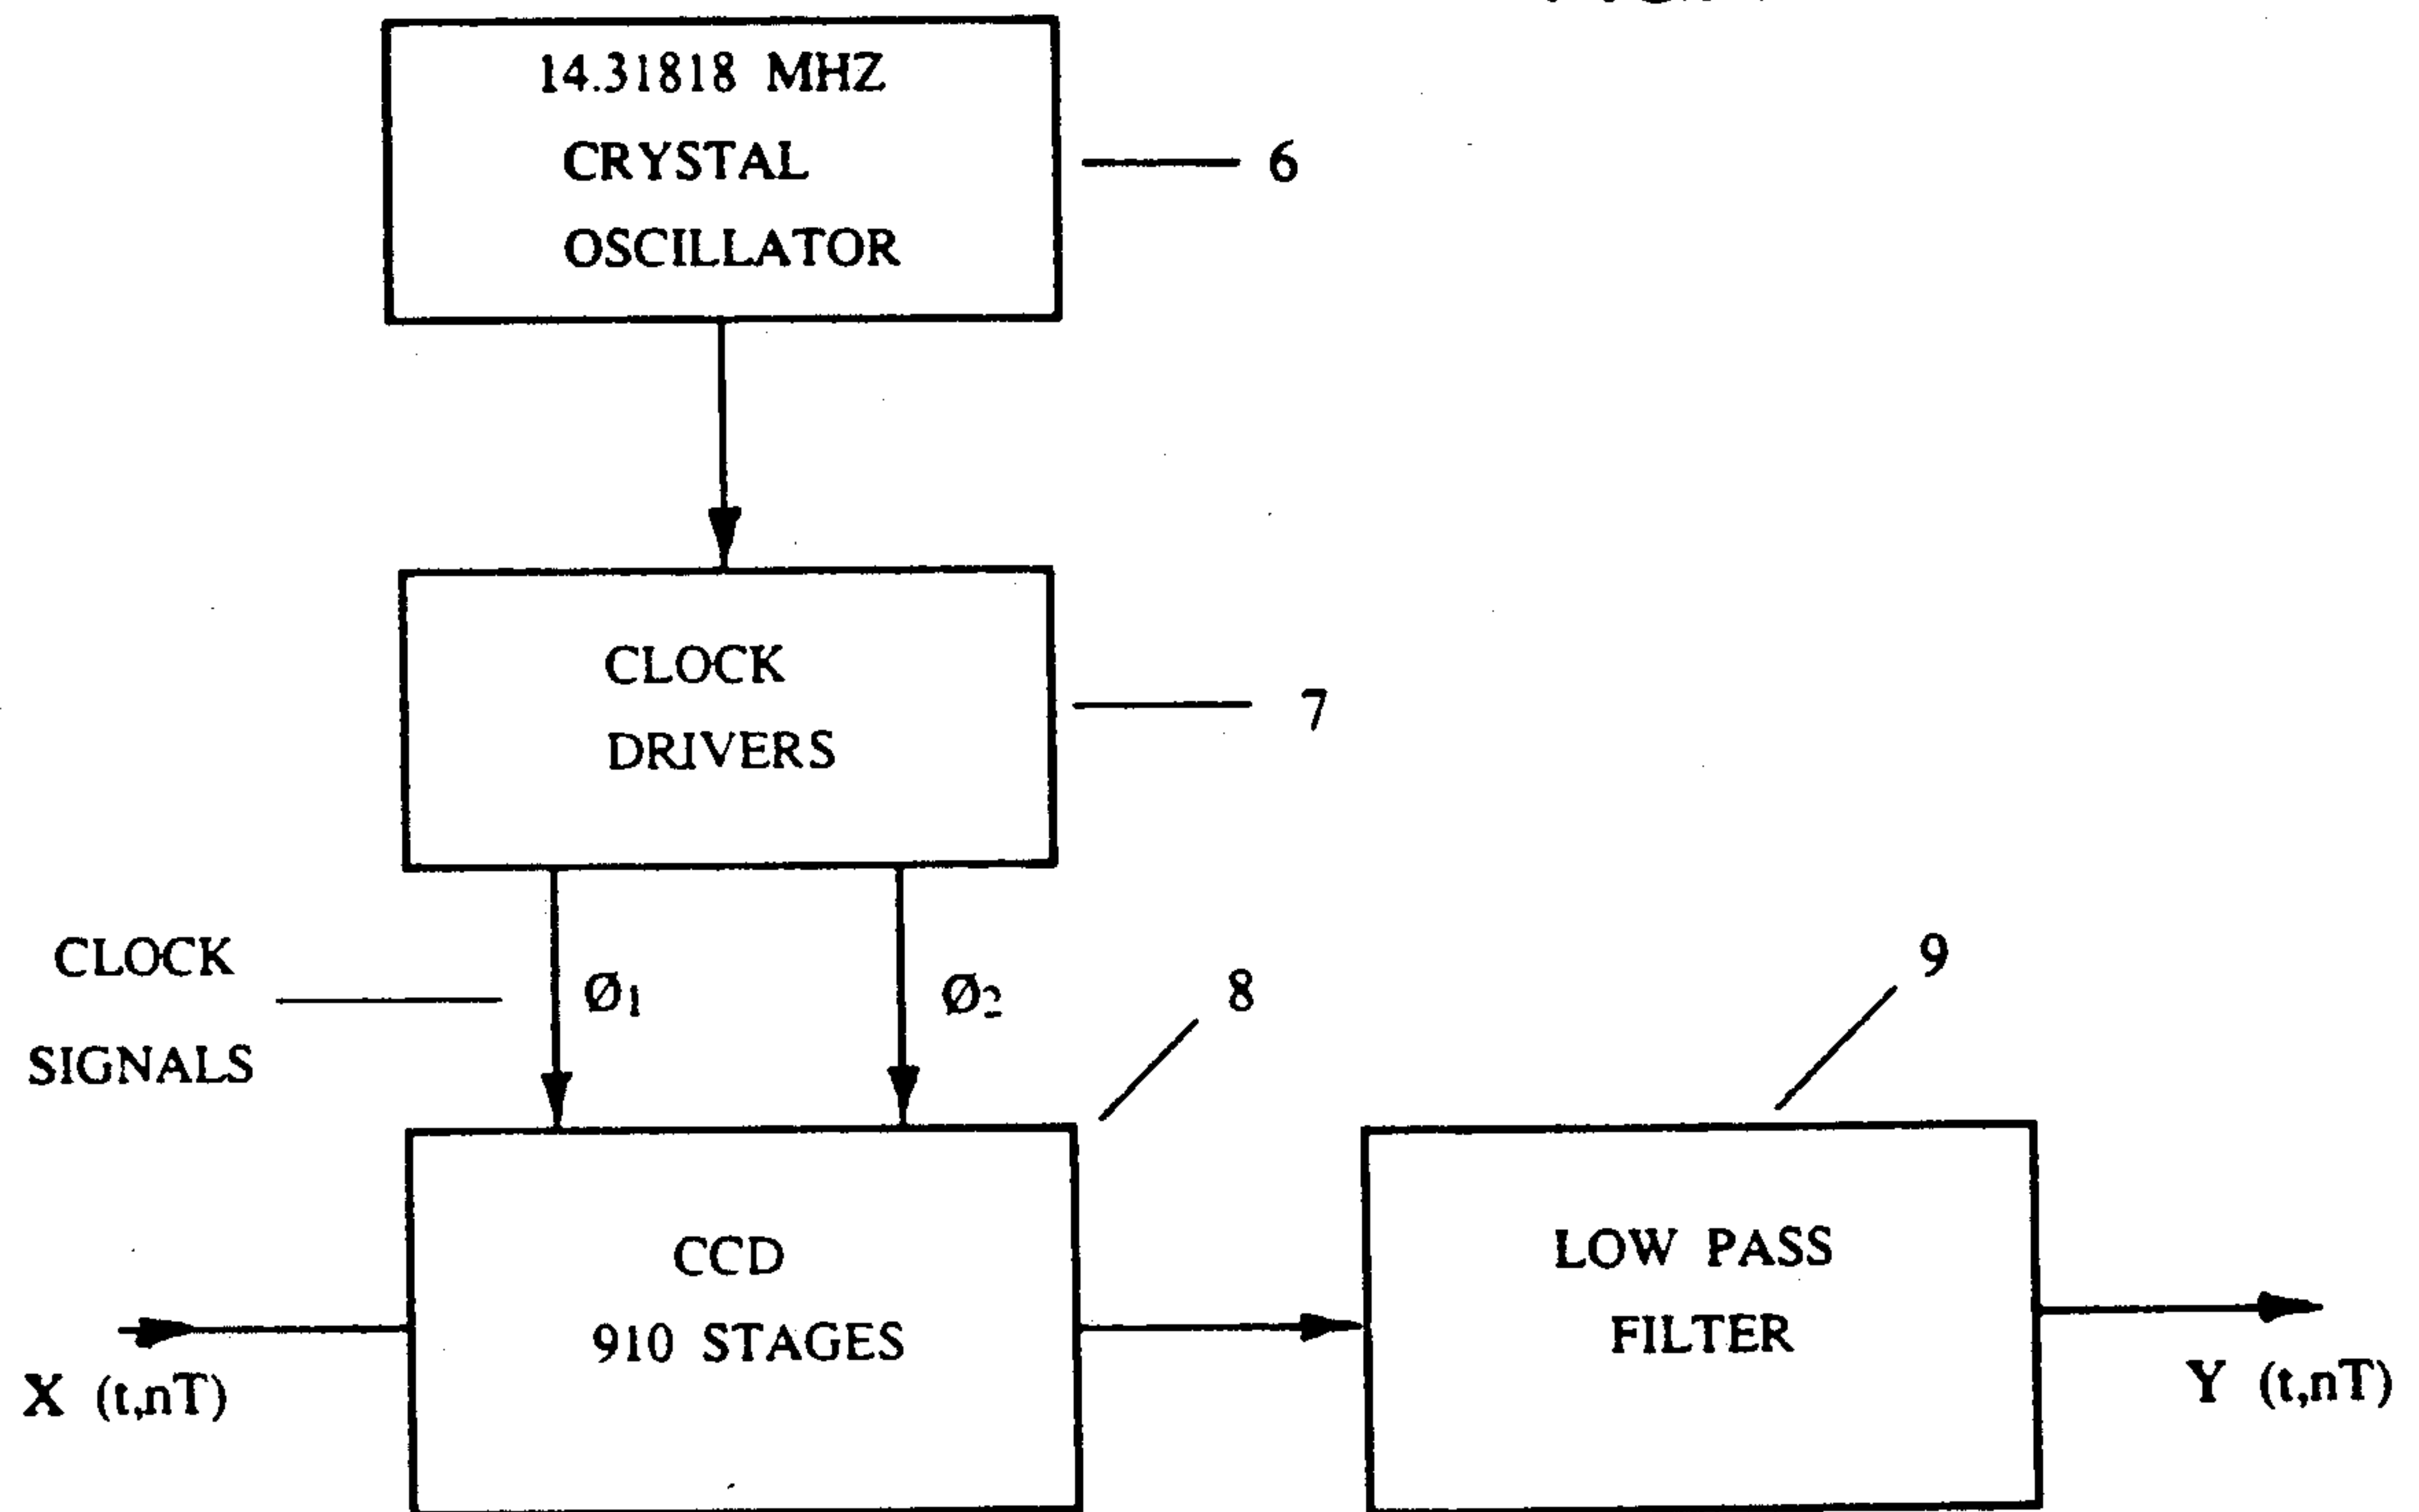 14.31818 MHZ
CRYSTAL
OSCILLATOR
6
CLOCK
DRIVERS
7
CLOCK
SIGNALS
Ø1
Ø2
8
9
CCD
910 STAGES
LOW PASS
FILTER
X (t,nT)
Y (t,nT)